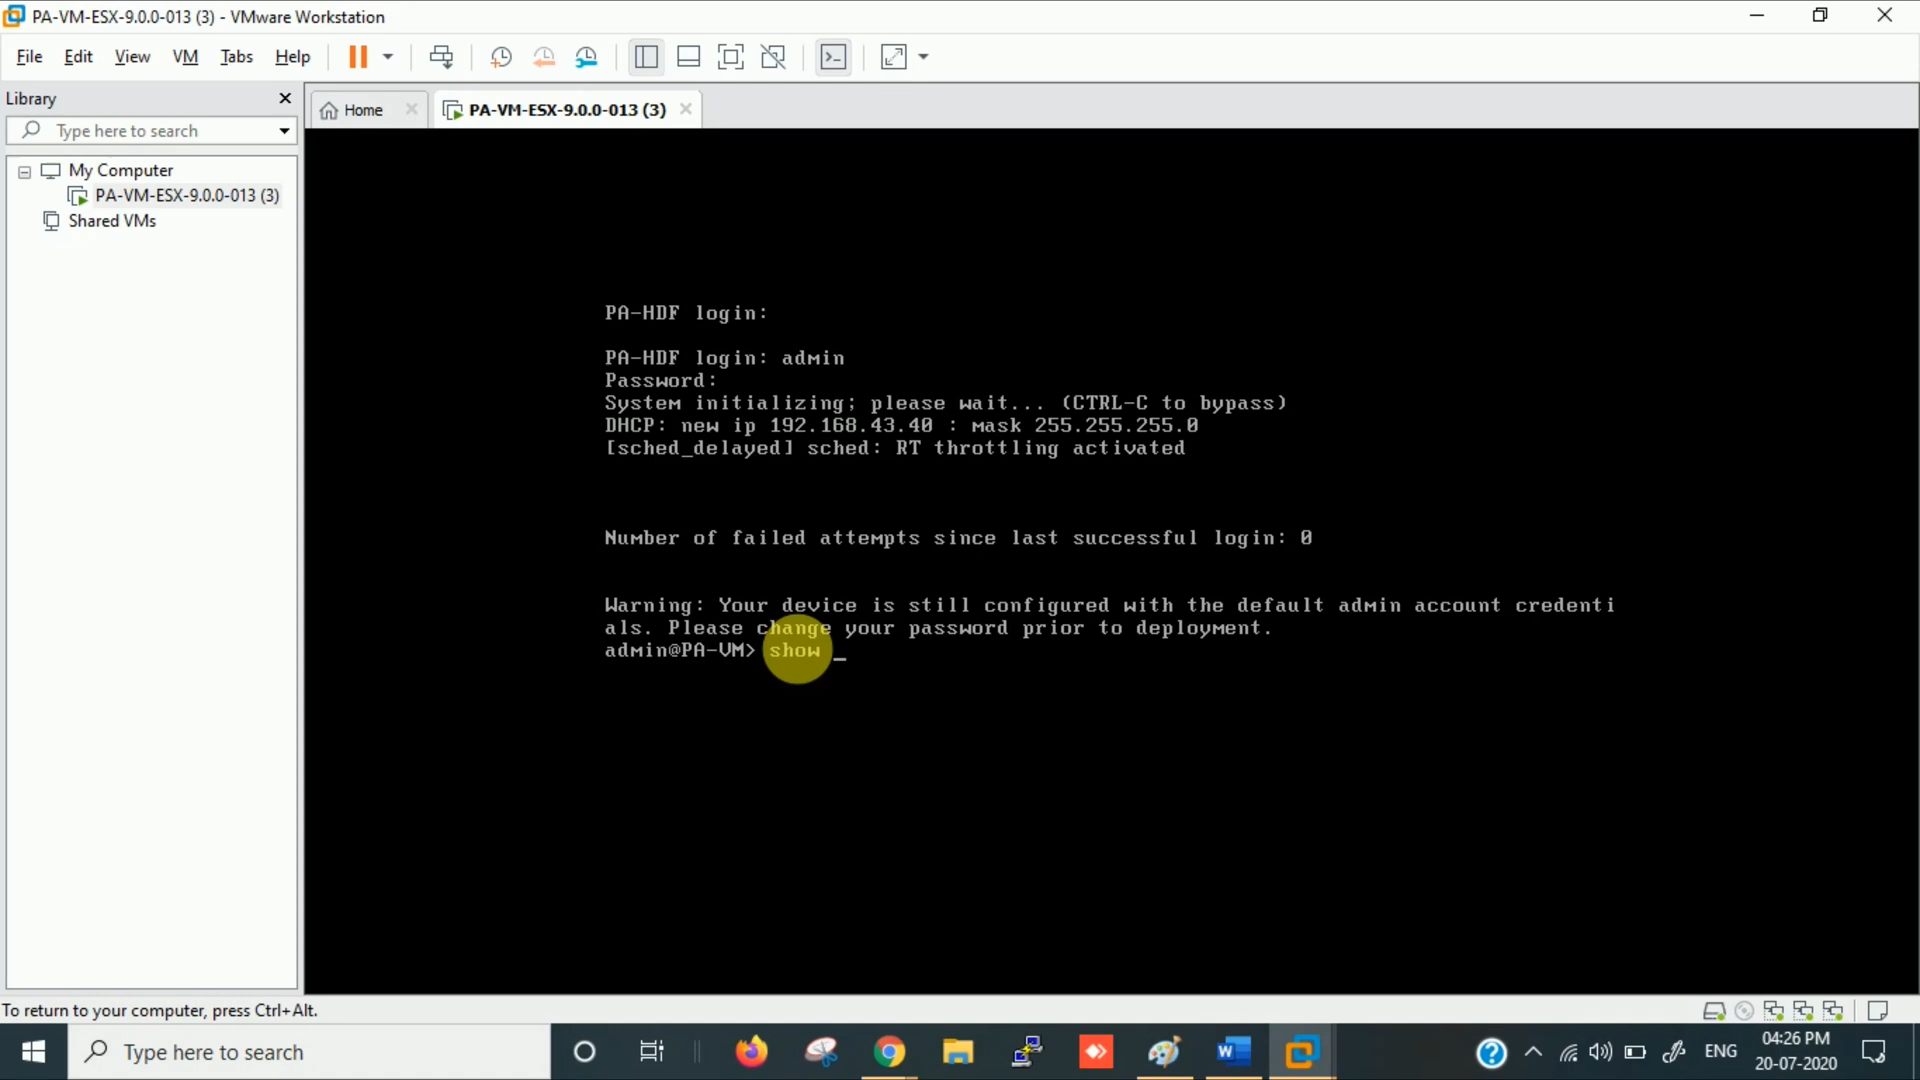 PA-VM-ESX-9.0.0-013 (3) - VMware Workstation
File Edit View VM Tabs Help
Library
Type here to search
My Computer
PA-VM-ESX-9.0.0-013 (3)
Shared VMs
Home
PA-VM-ESX-9.0.0-013 (3)
PA-HDF login:
PA-HDF login: admin
Password:
System initializing; please wait... (CTRL-C to bypass)
DHCP: new ip 192.168.43.40 : mask 255.255.255.0
[sched_delayed] sched: RT throttling activated
Number of failed attempts since last successful login: 0
Warning: Your device is still configured with the default admin account credenti
als. Please change your password prior to deployment.
admin@PA-VM> show _
To return to your computer, press Ctrl+Alt.
Type here to search
ENG
04:26 PM
20-07-2020